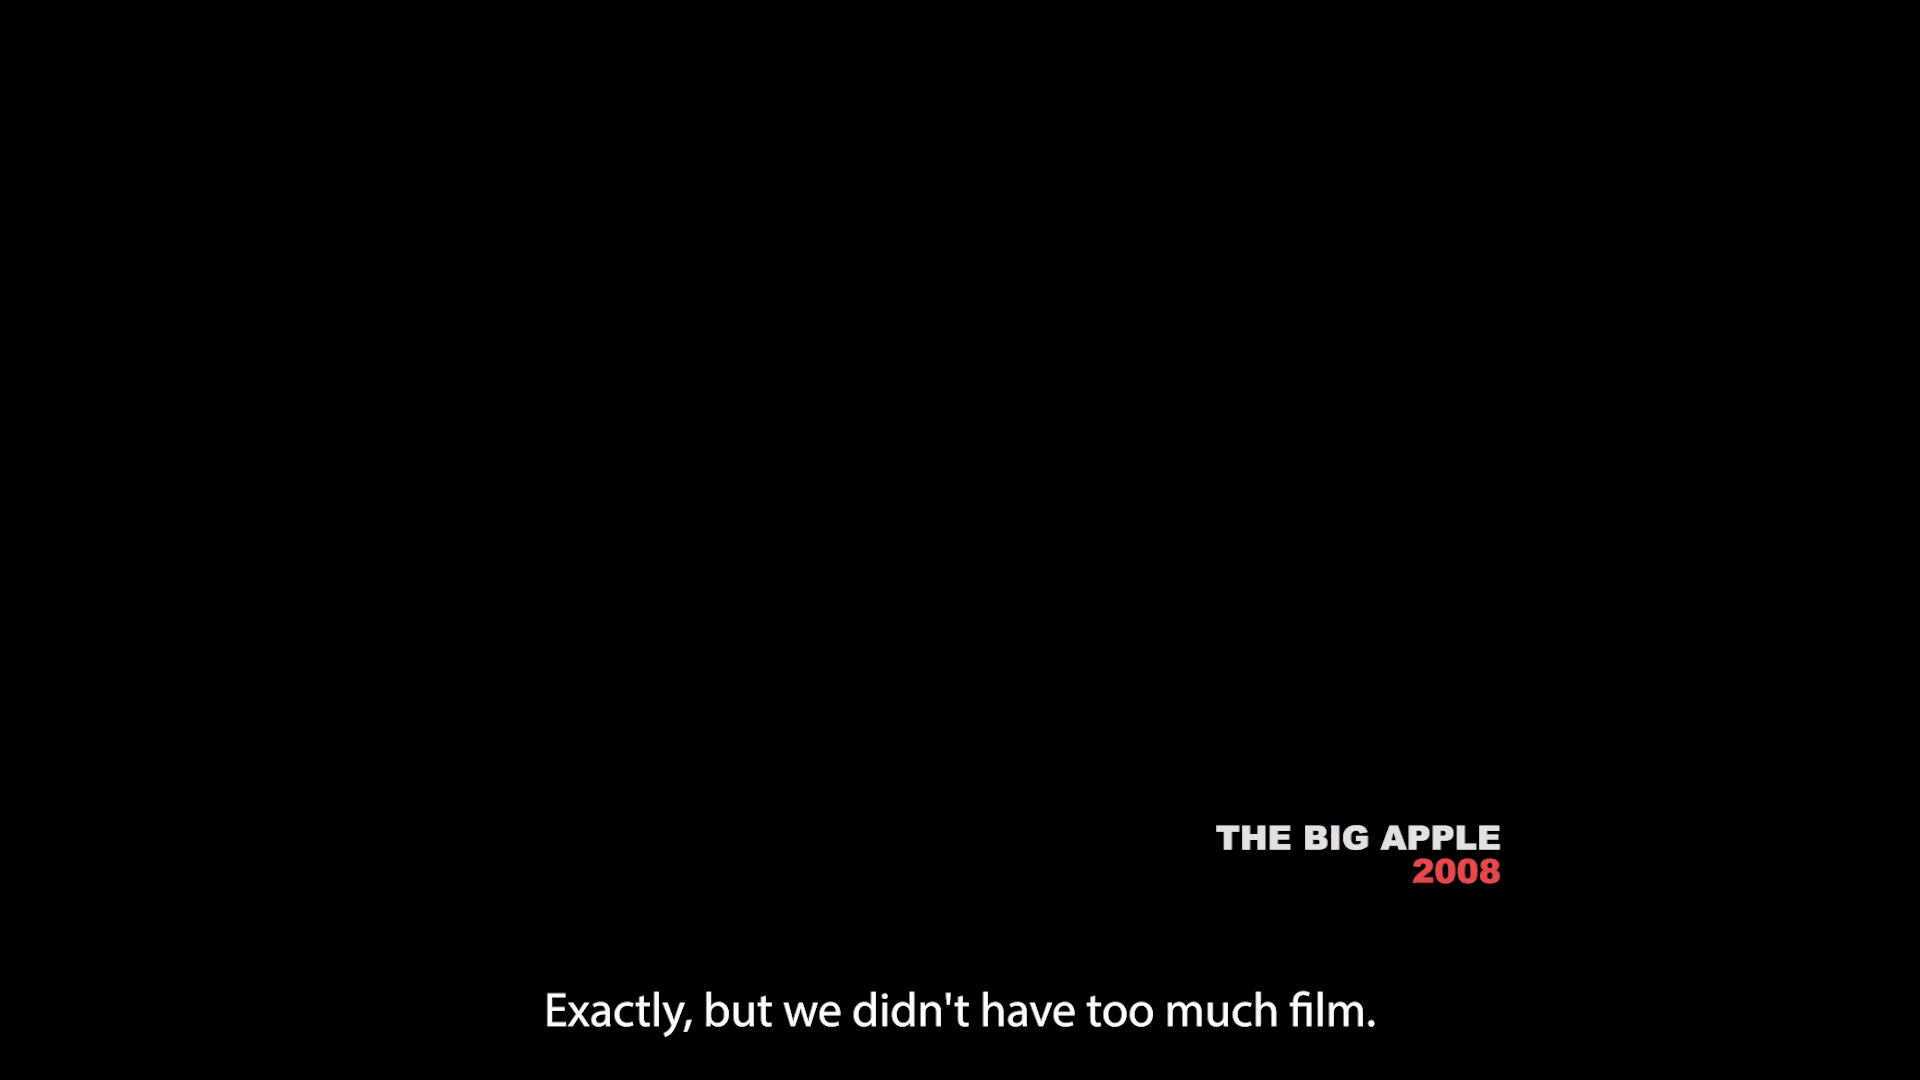 THE BIG APPLE
2008
Exactly, but we didn't have too much film.